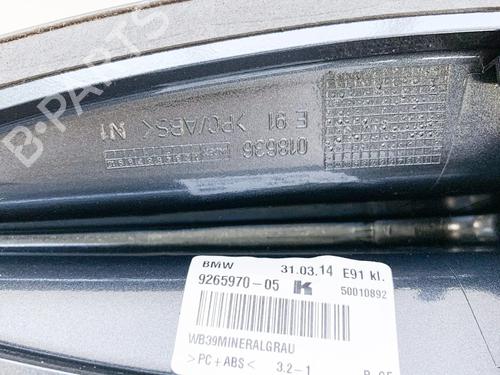 B-PARTS
E 91 >PC/ABS< N1
018636
BMW 31.03.14 E91 kl.
9265970-05 K 50010892
WB39MINERALGRAU
>PC+ABS< 3.2-1